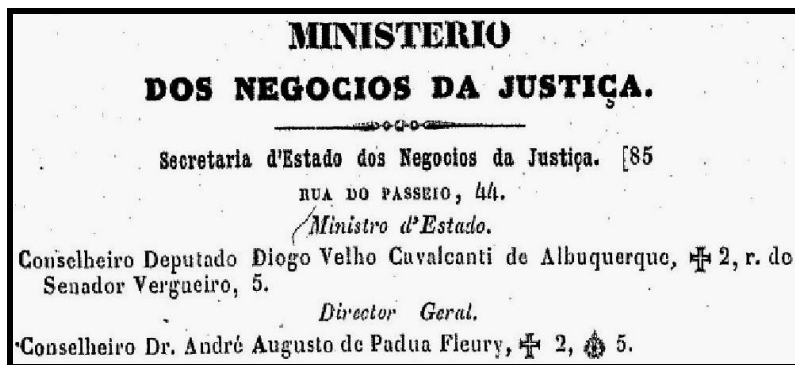 MINISTERIO
DOS NEGOCIOS DA JUSTIÇA.
Secretaria d'Estado dos Negocios da Justiça. [85
RUA DO PASSEIO, 44.
Ministro d'Estado.
Conselheiro Deputado Diogo Velho Cavalcanti de Albuquerque, ✠ 2, r. do
Senador Vergueiro, 5.
Director Geral.
Conselheiro Dr. André Augusto de Padua Fleury, ✠ 2, 5.